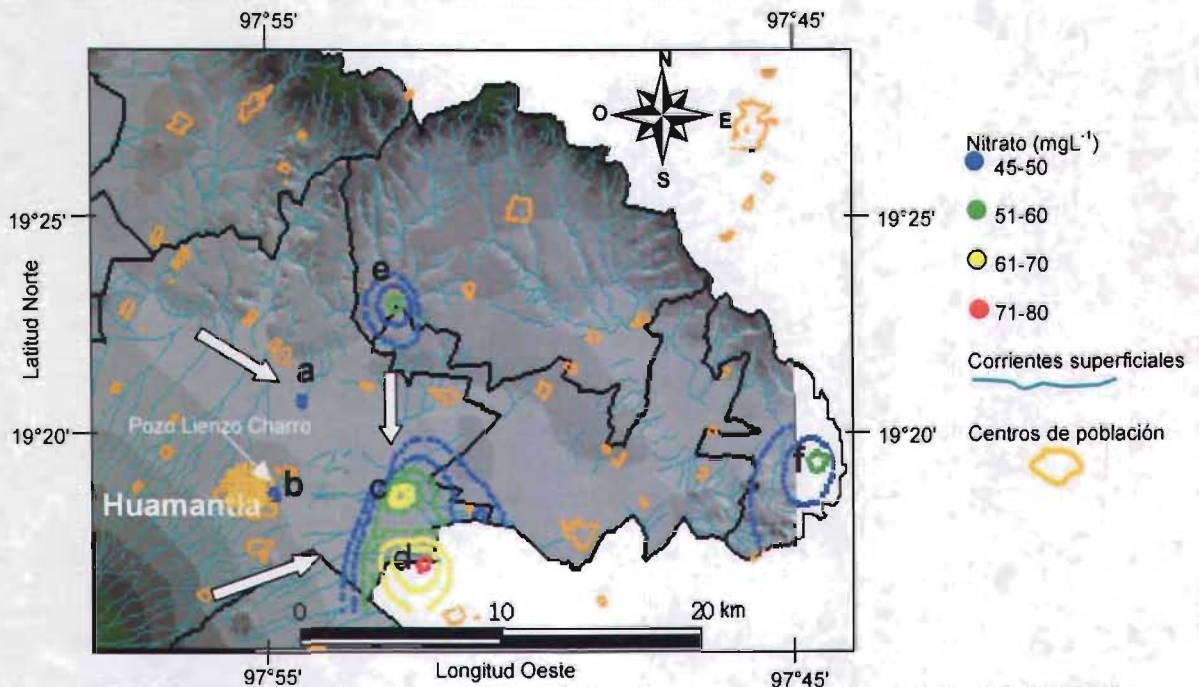 97°55'
97°45'
N
O
E
S
Nitrato (mgL⁻¹)
45-50
51-60
61-70
71-80
Corrientes superficiales
Centros de población
19°25'
19°25'
Latitud Norte
e
a
19°20'
19°20'
Pozo Lienzo Charro
f
b
c
Huamantla
d
0
10
20 km
97°55'
Longitud Oeste
97°45'